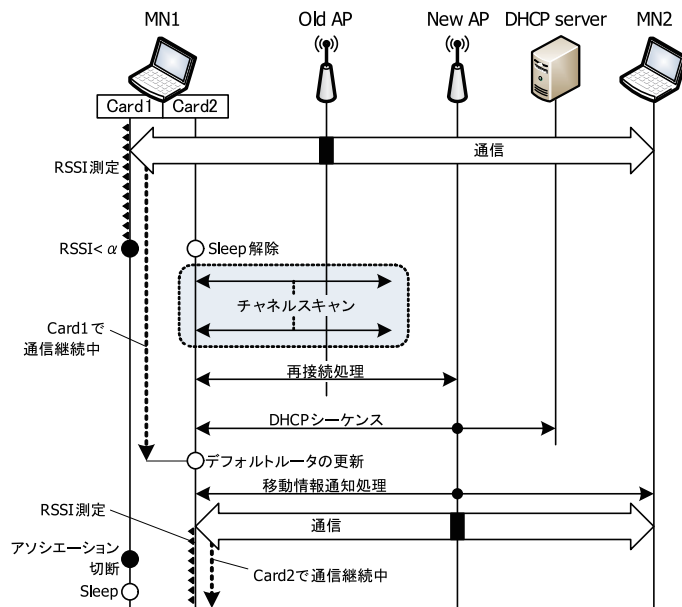 MN1
Old AP
New AP
DHCP server
MN2
Card1
Card2
通信
RSSI測定
RSSI< α
Sleep解除
チャネルスキャン
Card1で
通信継続中
再接続処理
DHCPシーケンス
デフォルトルータの更新
移動情報通知処理
RSSI測定
通信
アソシエーション
切断
Card2で通信継続中
Sleep